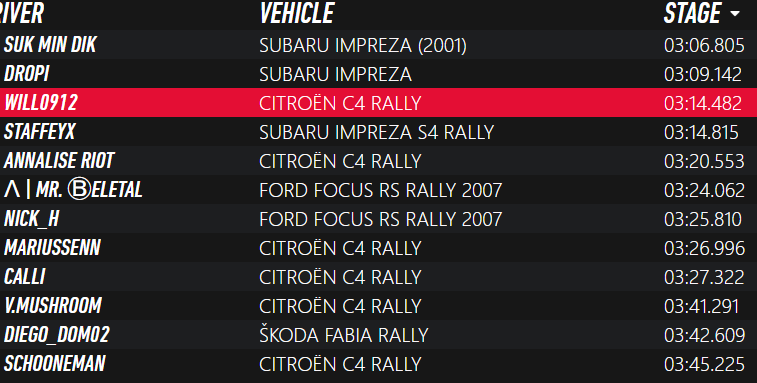 RIVER VEHICLE STAGE
SUK MIN DIK SUBARU IMPREZA (2001) 03:06.805
DROPI SUBARU IMPREZA 03:09.142
WILL0912 CITROËN C4 RALLY 03:14.482
STAFFEYX SUBARU IMPREZA S4 RALLY 03:14.815
ANNALISE RIOT CITROËN C4 RALLY 03:20.553
Λ | MR. ⒷELETAL FORD FOCUS RS RALLY 2007 03:24.062
NICK_H FORD FOCUS RS RALLY 2007 03:25.810
MARIUSSENN CITROËN C4 RALLY 03:26.996
CALLI CITROËN C4 RALLY 03:27.322
V.MUSHROOM CITROËN C4 RALLY 03:41.291
DIEGO_DOM02 ŠKODA FABIA RALLY 03:42.609
SCHOONEMAN CITROËN C4 RALLY 03:45.225